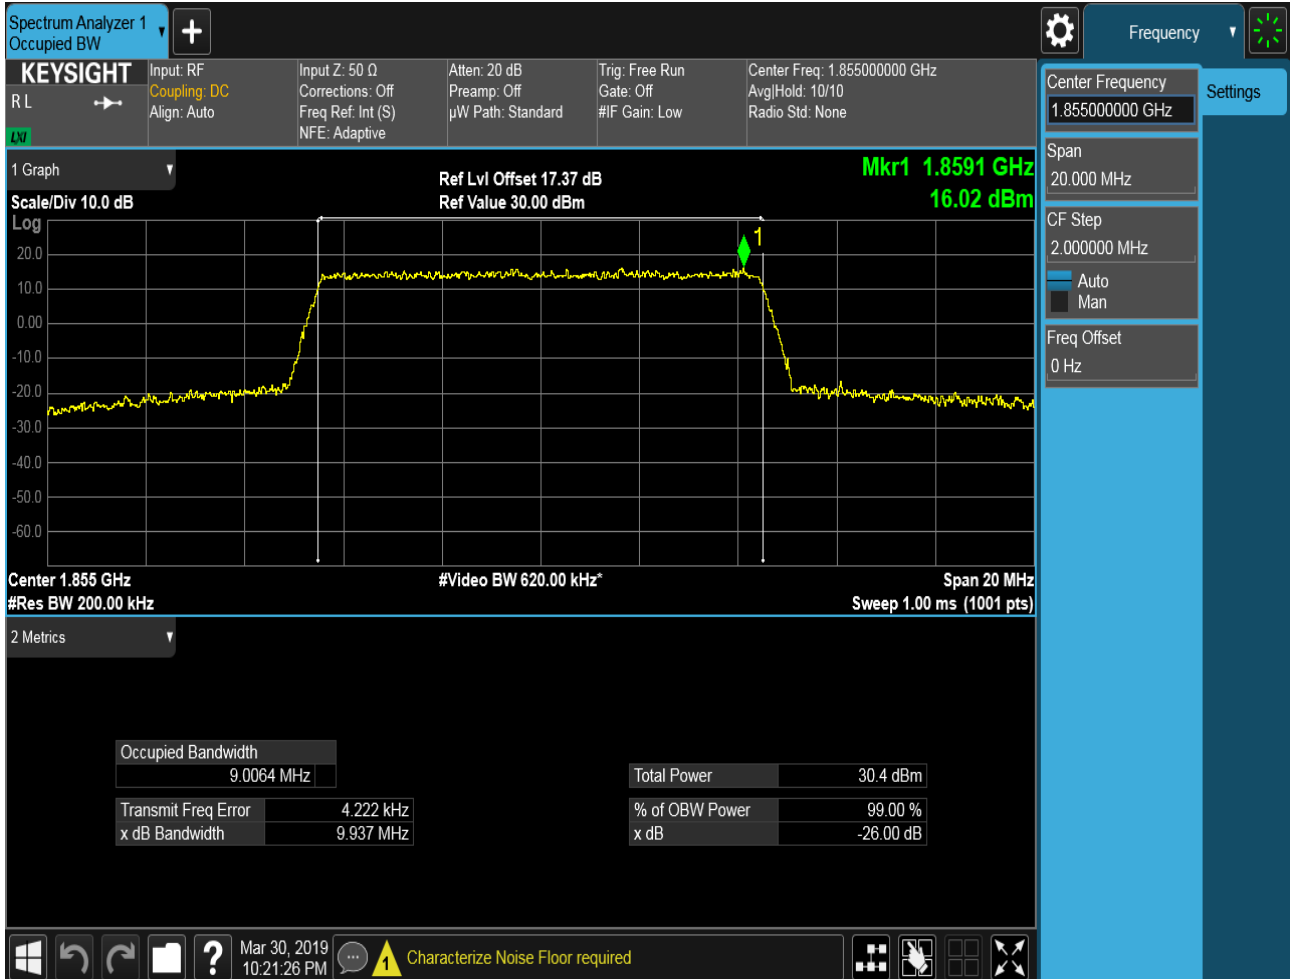 Spectrum Analyzer 1
Occupied BW
Frequency
KEYSIGHT
R L
LXI
Input: RF
Coupling: DC
Align: Auto
Input Z: 50 Ω
Corrections: Off
Freq Ref: Int (S)
NFE: Adaptive
Atten: 20 dB
Preamp: Off
µW Path: Standard
Trig: Free Run
Gate: Off
#IF Gain: Low
Center Freq: 1.855000000 GHz
Avg|Hold: 10/10
Radio Std: None
Center Frequency
1.855000000 GHz
Settings
Span
20.000 MHz
CF Step
2.000000 MHz
Auto
Man
Freq Offset
0 Hz
1 Graph
Scale/Div 10.0 dB
Ref Lvl Offset 17.37 dB
Ref Value 30.00 dBm
Mkr1 1.8591 GHz
16.02 dBm
Log
1
20.0
10.0
0.00
-10.0
-20.0
-30.0
-40.0
-50.0
-60.0
Center 1.855 GHz
#Video BW 620.00 kHz*
Span 20 MHz
#Res BW 200.00 kHz
Sweep 1.00 ms (1001 pts)
2 Metrics
Occupied Bandwidth
9.0064 MHz
Total Power 30.4 dBm
Transmit Freq Error 4.222 kHz
% of OBW Power 99.00 %
x dB Bandwidth 9.937 MHz
x dB -26.00 dB
?
Mar 30, 2019
10:21:26 PM
1
Characterize Noise Floor required